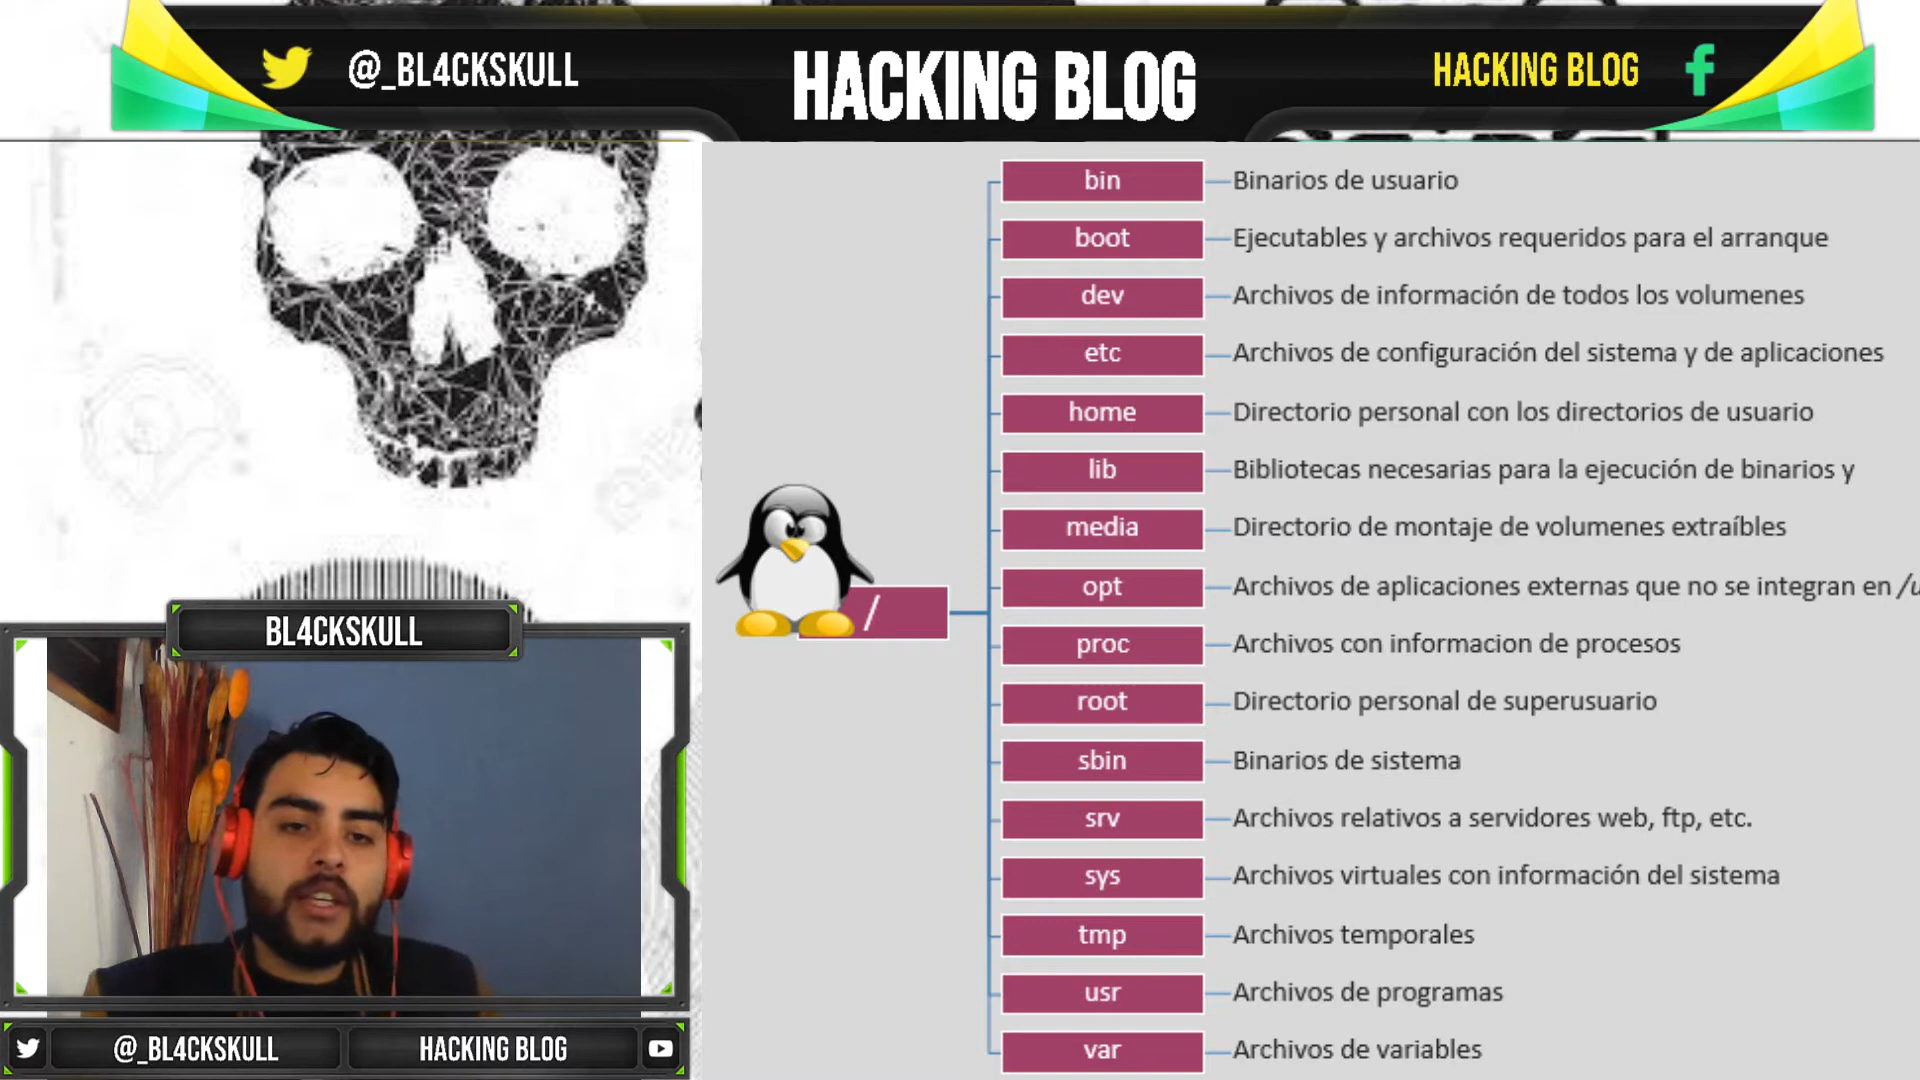 @_BL4CKSKULL
HACKING BLOG
HACKING BLOG
bin
Binarios de usuario
boot
Ejecutables y archivos requeridos para el arranque
dev
Archivos de información de todos los volumenes
etc
Archivos de configuración del sistema y de aplicaciones
home
Directorio personal con los directorios de usuario
lib
Bibliotecas necesarias para la ejecución de binarios y
media
Directorio de montaje de volumenes extraíbles
opt
Archivos de aplicaciones externas que no se integran en
/
proc
Archivos con informacion de procesos
root
Directorio personal de superusuario
sbin
Binarios de sistema
srv
Archivos relativos a servidores web, ftp, etc.
sys
Archivos virtuales con información del sistema
tmp
Archivos temporales
usr
Archivos de programas
var
Archivos de variables
BL4CKSKULL
@_BL4CKSKULL
HACKING BLOG